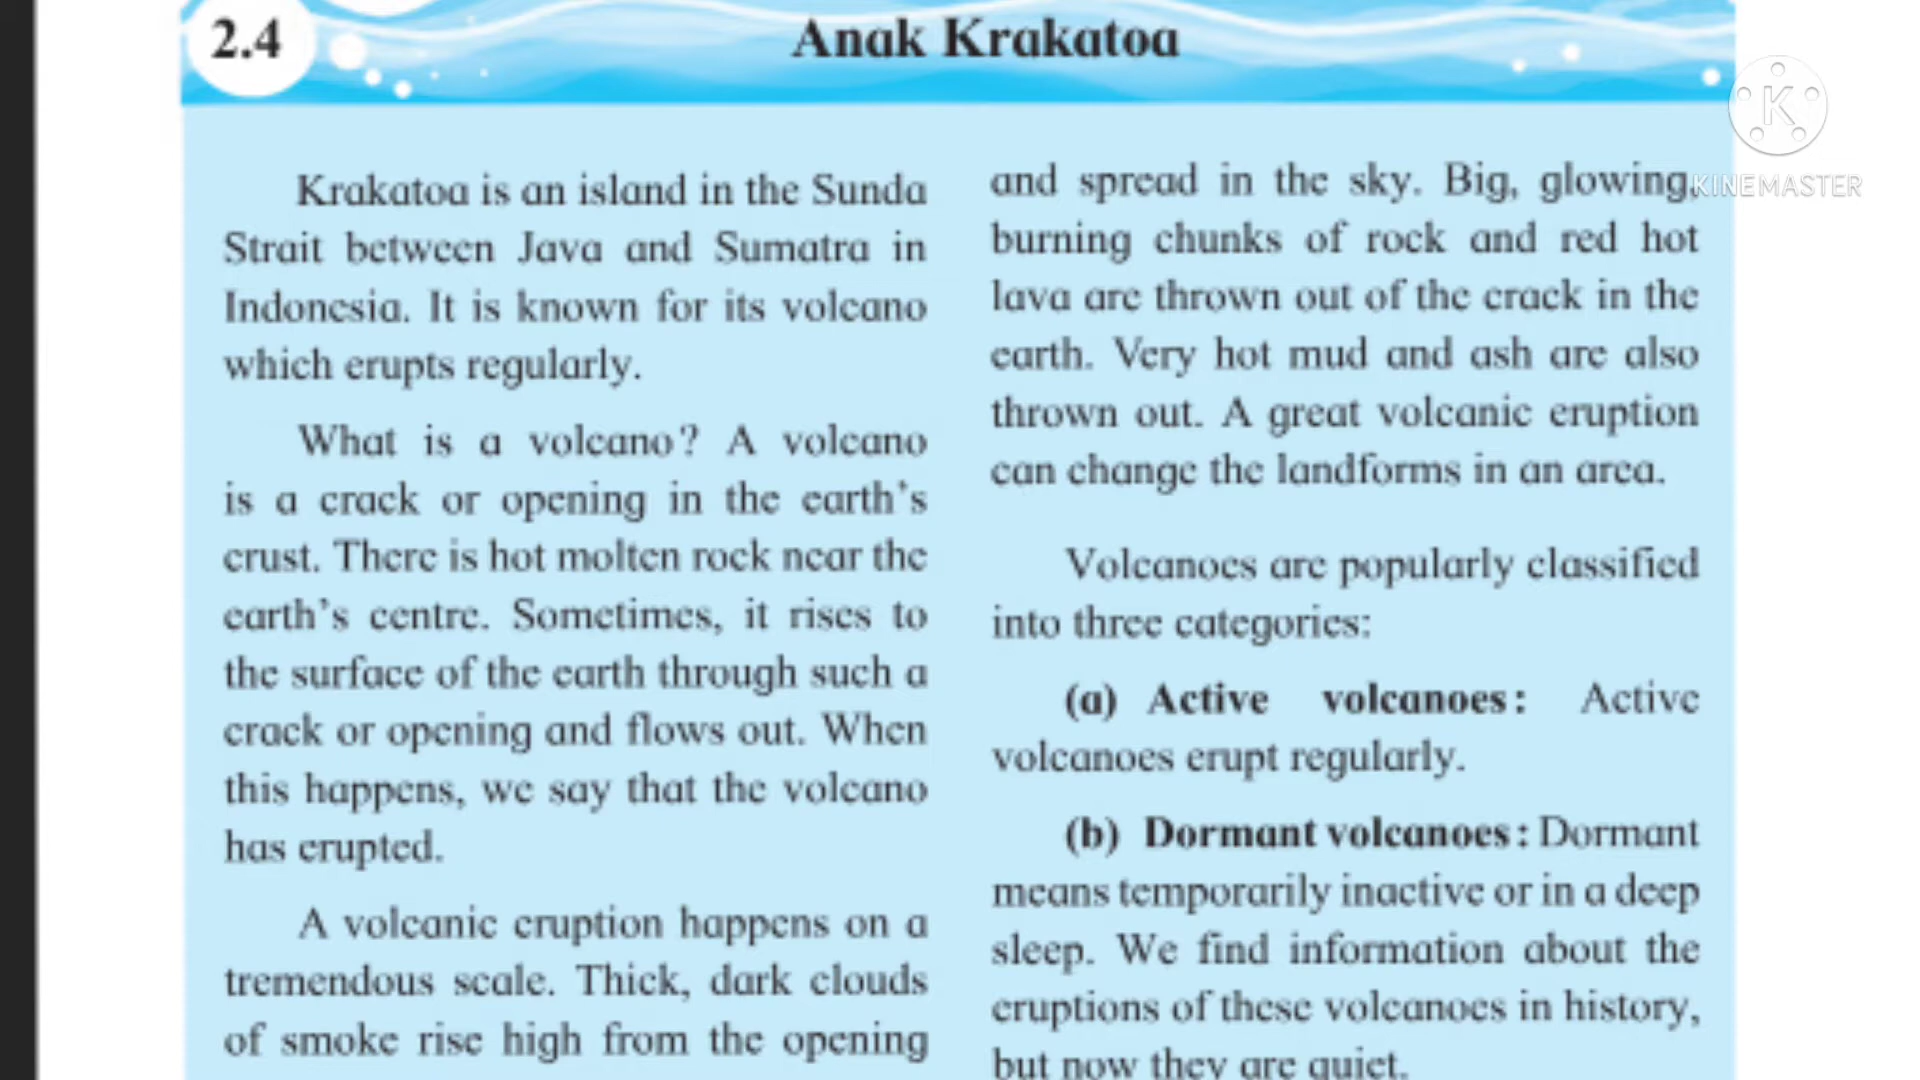 2.4
Anak Krakatoa
Krakatoa is an island in the Sunda
Strait between Java and Sumatra in
Indonesia. It is known for its volcano
which erupts regularly.
What is a volcano? A volcano
is a crack or opening in the earth's
crust. There is hot molten rock near the
earth's centre. Sometimes, it rises to
the surface of the earth through such a
crack or opening and flows out. When
this happens, we say that the volcano
has erupted.
A volcanic eruption happens on a
tremendous scale. Thick, dark clouds
of smoke rise high from the opening
and spread in the sky. Big, glowing,
burning chunks of rock and red hot
lava are thrown out of the crack in the
earth. Very hot mud and ash are also
thrown out. A great volcanic eruption
can change the landforms in an area.
Volcanoes are popularly classified
into three categories:
(a) Active volcanoes: Active
volcanoes erupt regularly.
(b) Dormant volcanoes: Dormant
means temporarily inactive or in a deep
sleep. We find information about the
eruptions of these volcanoes in history,
but now they are quiet.
K
KINEMASTER